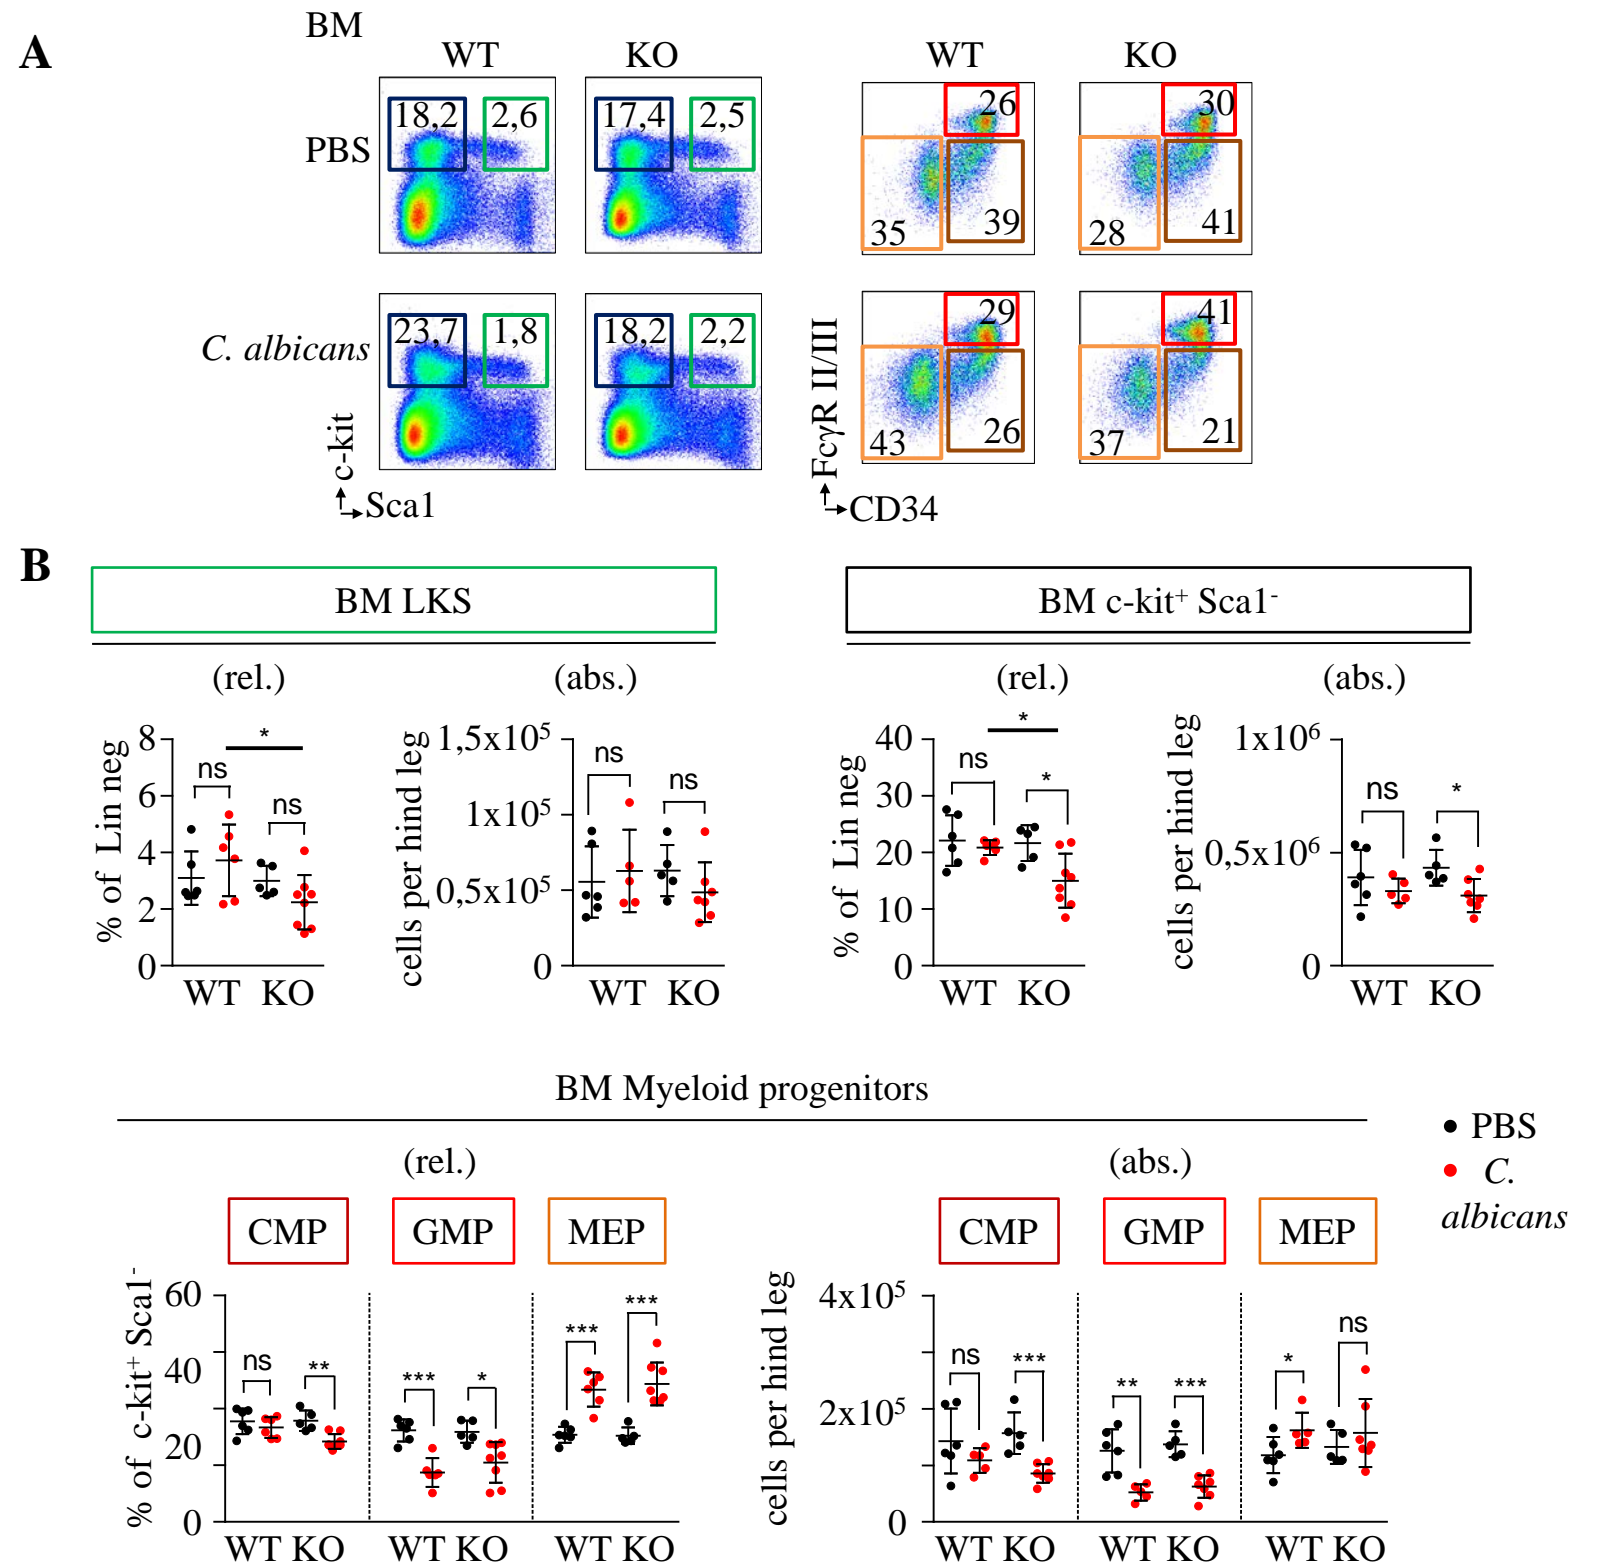 A
BM
WT KO WT KO
PBS
18,2 2,6 17,4 2,5 26 30
35 39 28 41
C. albicans
23,7 1,8 18,2 2,2 29 41
43 26 37 21
c-kit
Sca1
FcγR II/III
CD34
B
BM LKS
BM c-kit⁺ Sca1⁻
(rel.) (abs.) (rel.) (abs.)
% of Lin neg
8
6
4
2
0
ns * ns
WT KO
cells per hind leg
1,5x10⁵
1x10⁵
0,5x10⁵
0
ns ns
WT KO
% of Lin neg
40
30
20
10
0
ns * *
WT KO
cells per hind leg
1x10⁶
0,5x10⁶
0
ns *
WT KO
BM Myeloid progenitors
PBS
C.
albicans
(rel.) (abs.)
CMP GMP MEP
% of c-kit⁺ Sca1⁻
60
40
20
0
ns ** *** * *** ***
WT KO WT KO WT KO
CMP GMP MEP
cells per hind leg
4x10⁵
2x10⁵
0
ns *** ** *** * ns
WT KO WT KO WT KO